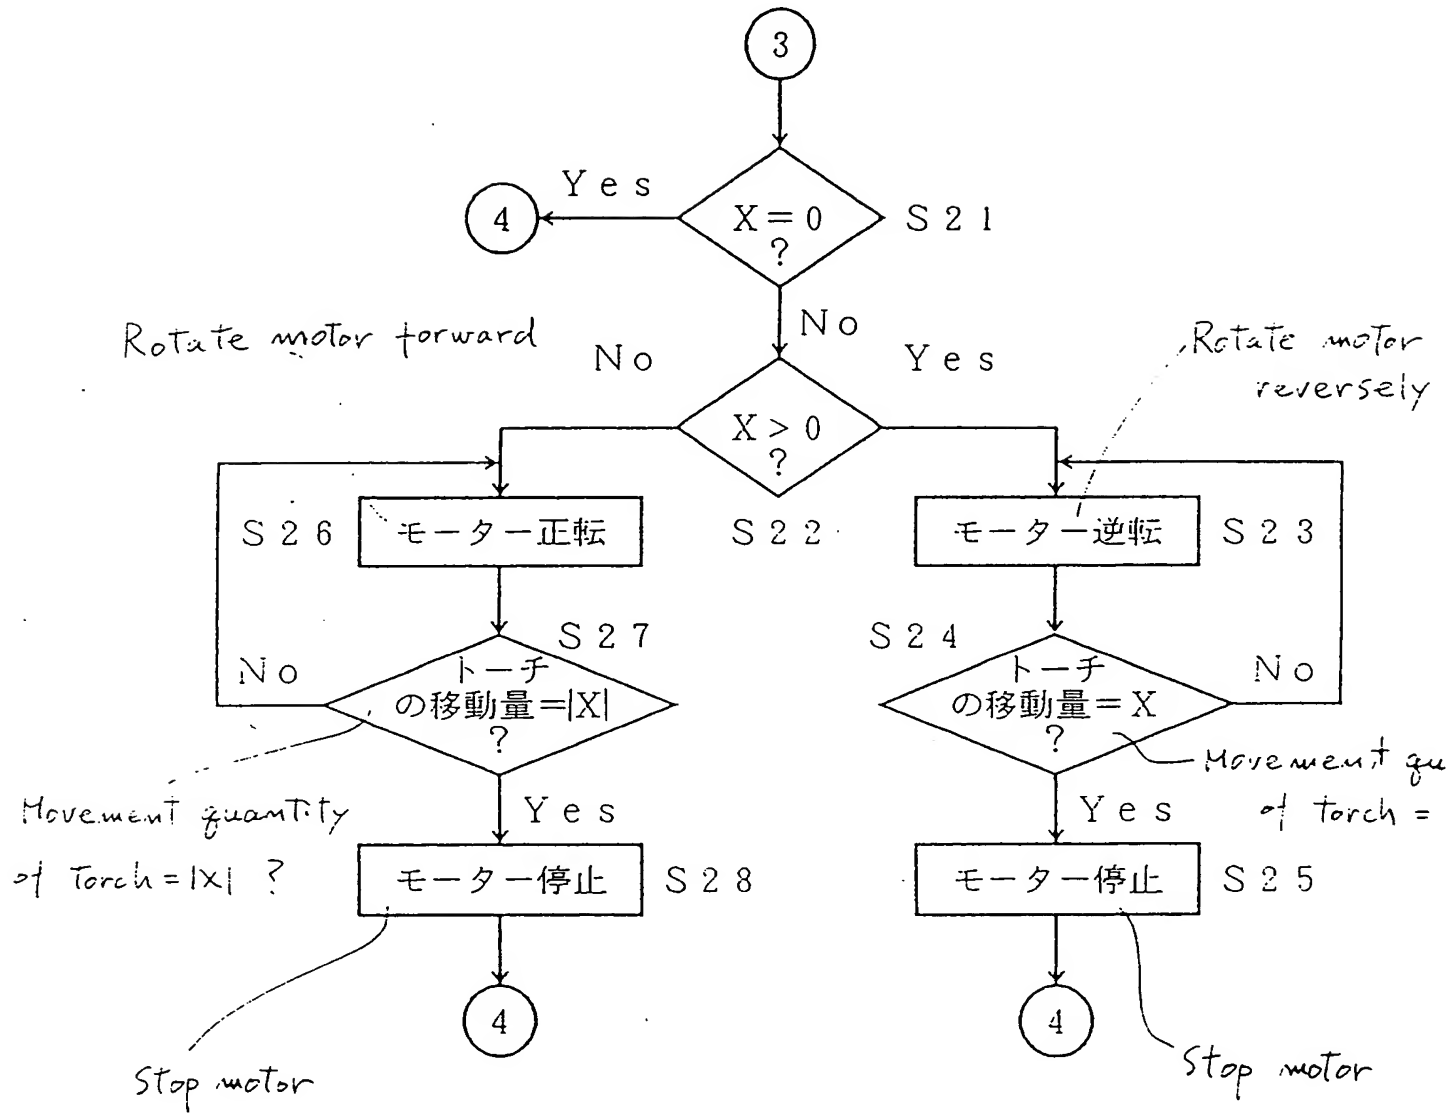 3
Yes
4
X=0
?
S21
No
Rotate motor forward
No
Yes
Rotate motor
reversely
X>0
?
S22
S26
モーター正転
モーター逆転
S23
S27
トーチ
の移動量=|X|
?
No
S24
トーチ
の移動量=X
?
No
Movement quantity
of torch=|X| ?
Movement qu
of torch =
Yes
Yes
モーター停止
S28
モーター停止
S25
4
4
Stop motor
Stop motor